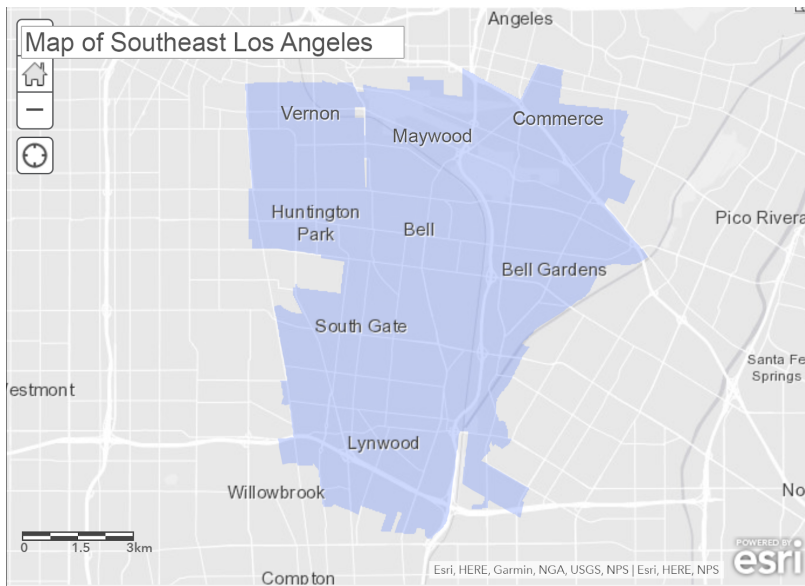 Angeles
Map of Southeast Los Angeles
Vernon
Maywood
Commerce
Huntington
Park
Bell
Pico Rivera
Bell Gardens
South Gate
Santa Fe
Springs
Westmont
Lynwood
Willowbrook
No
0 1.5 3km
POWERED BY
esri
Esri, HERE, Garmin, NGA, USGS, NPS | Esri, HERE, NPS
Compton